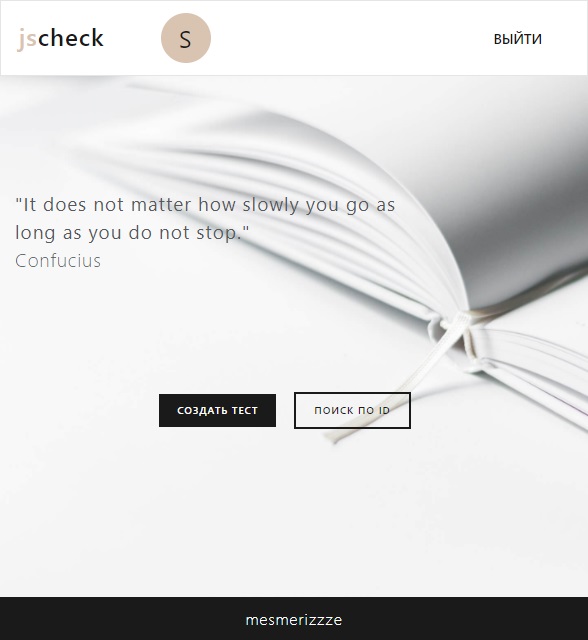 jscheck
S
ВЫЙТИ
"It does not matter how slowly you go as
long as you do not stop."
Confucius
СОЗДАТЬ ТЕСТ
ПОИСК ПО ID
mesmerizzze